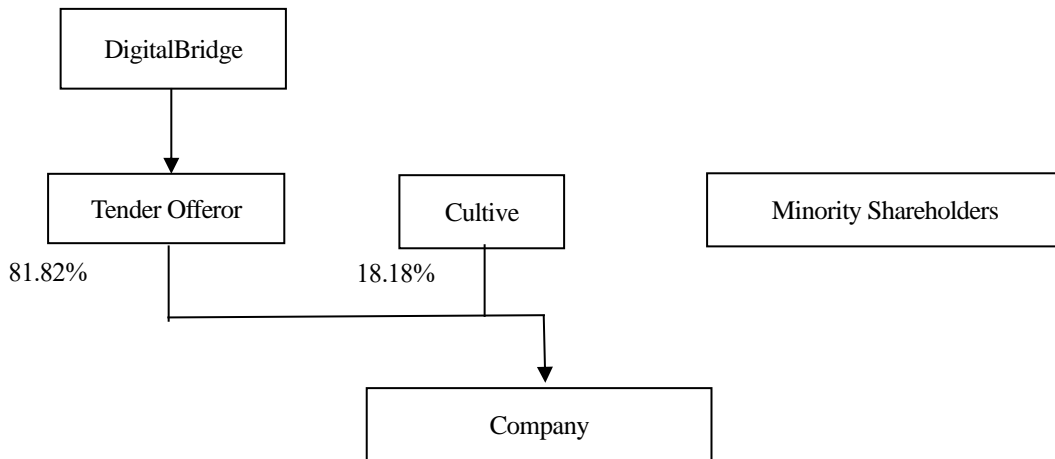 DigitalBridge
Tender Offeror
Cultive
Minority Shareholders
81.82%
18.18%
Company